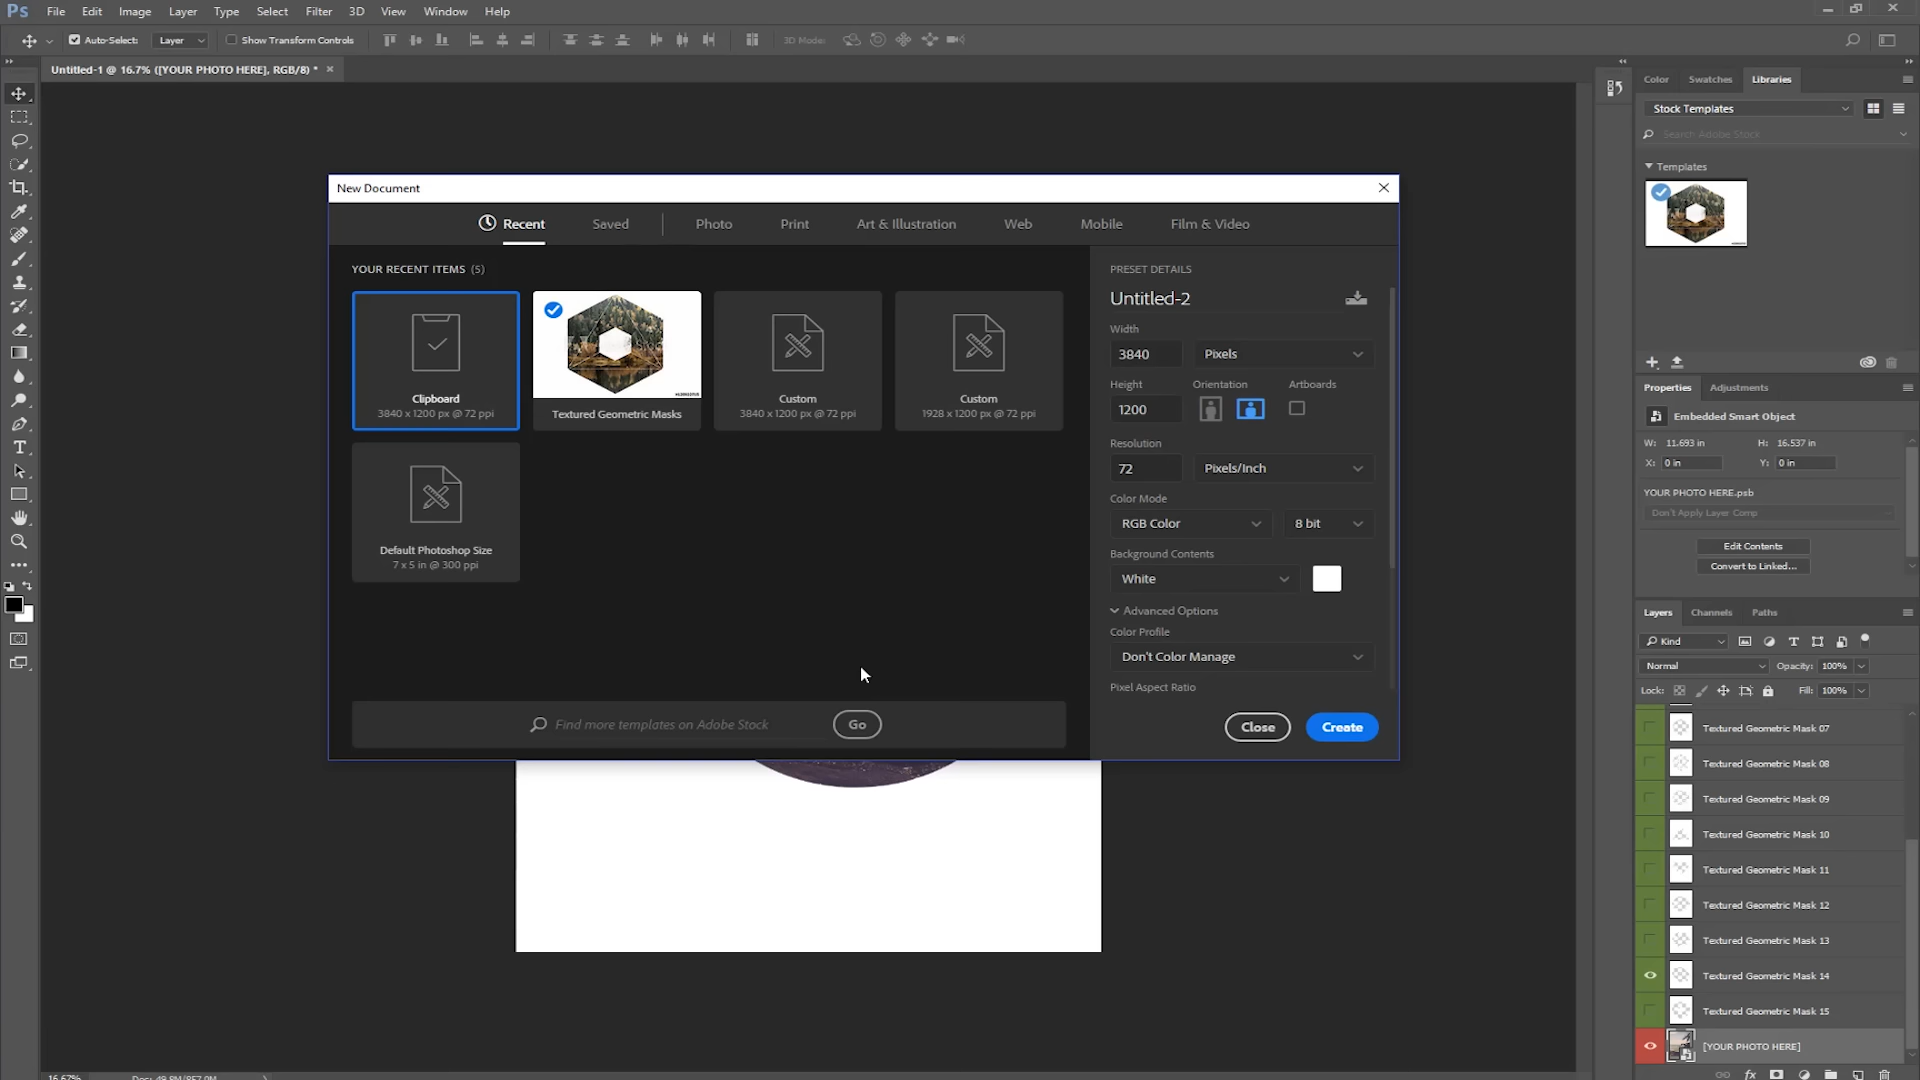 Ps File Edit Image Layer Type Select Filter 3D View Window Help
Auto-Select: Layer Show Transform Controls 3D Mode:
Untitled-1 @ 16.7% ([YOUR PHOTO HERE], RGB/8) * ×
Color Swatches Libraries
Stock Templates
Search Adobe Stock
Templates
New Document
Recent Saved Photo Print Art & Illustration Web Mobile Film & Video
YOUR RECENT ITEMS (5)
Clipboard
3840 x 1200 px @ 72 ppi
Textured Geometric Masks
Custom
3840 x 1200 px @ 72 ppi
Custom
1928 x 1200 px @ 72 ppi
Default Photoshop Size
7 x 5 in @ 300 ppi
Find more templates on Adobe Stock Go
PRESET DETAILS
Untitled-2
Width
3840 Pixels
Height Orientation Artboards
1200
Resolution
72 Pixels/Inch
Color Mode
RGB Color 8 bit
Background Contents
White
Advanced Options
Color Profile
Don't Color Manage
Pixel Aspect Ratio
Close Create
Properties Adjustments
Embedded Smart Object
W: 11.693 in H: 16.537 in
X: 0 in Y: 0 in
YOUR PHOTO HERE.psb
Don't Apply Layer Comp
Edit Contents
Convert to Linked...
Layers Channels Paths
Kind
Normal Opacity: 100%
Lock: Fill: 100%
Textured Geometric Mask 07
Textured Geometric Mask 08
Textured Geometric Mask 09
Textured Geometric Mask 10
Textured Geometric Mask 11
Textured Geometric Mask 12
Textured Geometric Mask 13
Textured Geometric Mask 14
Textured Geometric Mask 15
[YOUR PHOTO HERE]
fx
16.67% Doc: 49.8M/857.0M